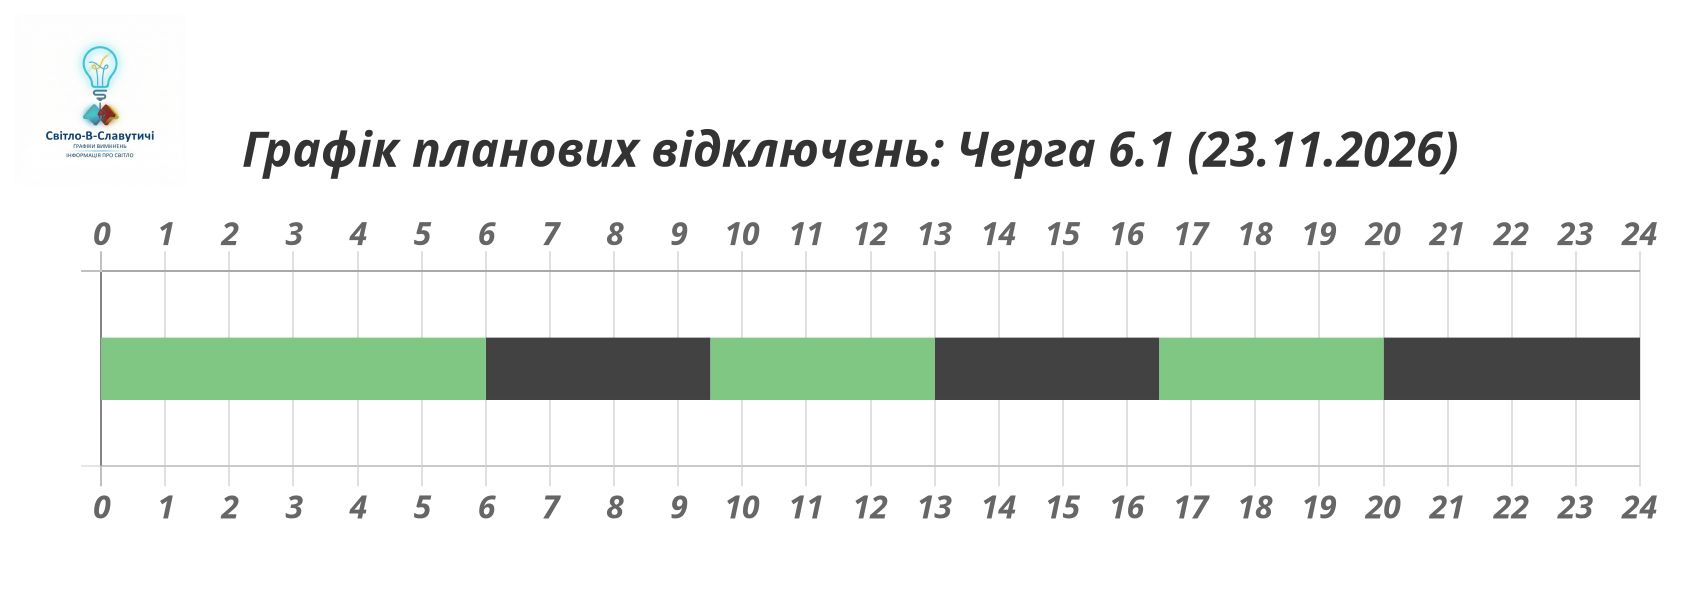 Світло-В-Славутичі
ГРАФІКИ ВИМКНЕНЬ
ІНФОРМАЦІЯ ПРО СВІТЛО
Графік планових відключень: Черга 6.1 (23.11.2026)
0 1 2 3 4 5 6 7 8 9 10 11 12 13 14 15 16 17 18 19 20 21 22 23 24
0 1 2 3 4 5 6 7 8 9 10 11 12 13 14 15 16 17 18 19 20 21 22 23 24